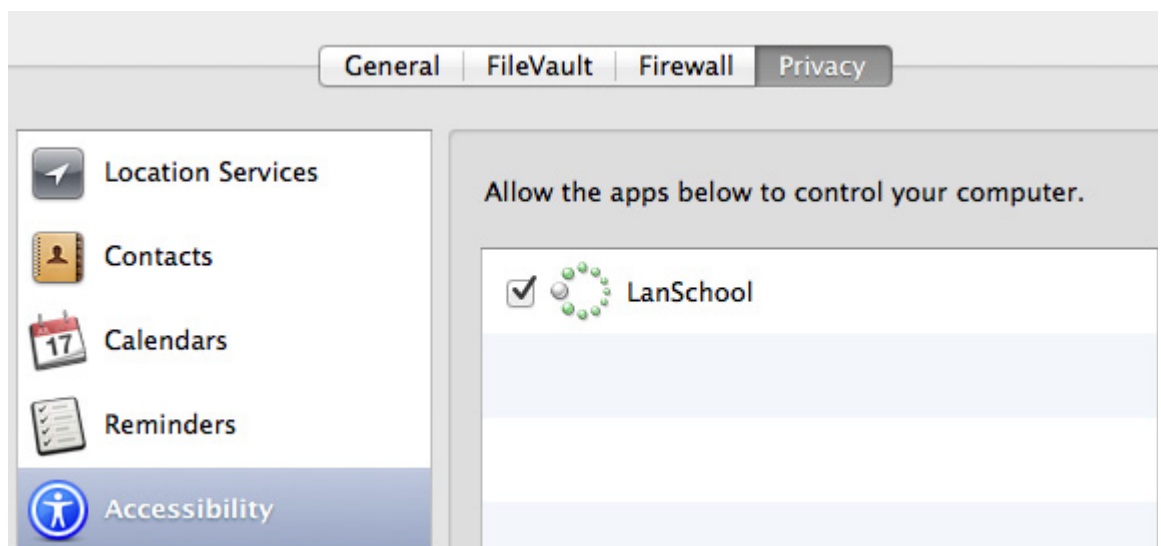 General FileVault Firewall Privacy
Location Services
Contacts
17
Calendars
Reminders
Accessibility
Allow the apps below to control your computer.
LanSchool